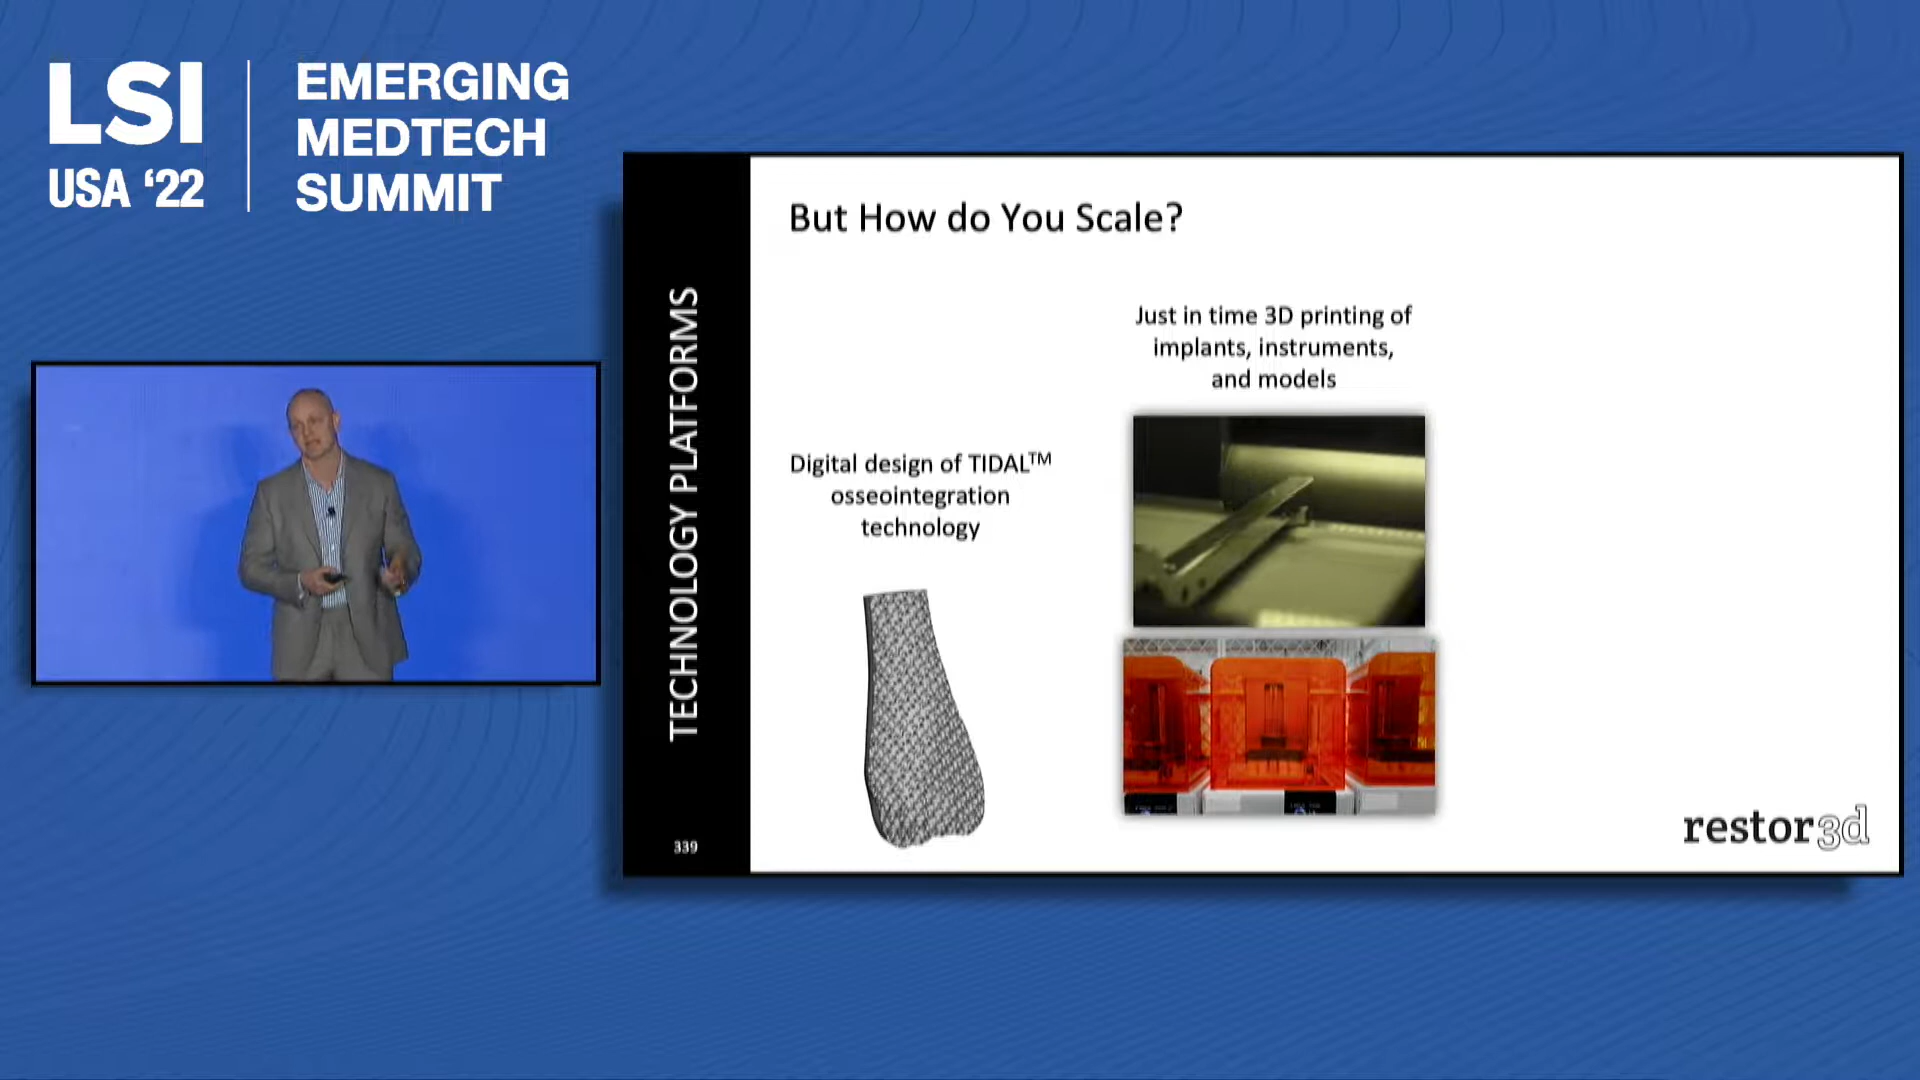 LSI
USA ‘22
EMERGING
MEDTECH
SUMMIT
TECHNOLOGY PLATFORMS
339
But How do You Scale?
Just in time 3D printing of
implants, instruments,
and models
Digital design of TIDAL™
osseointegration
technology
restor3d